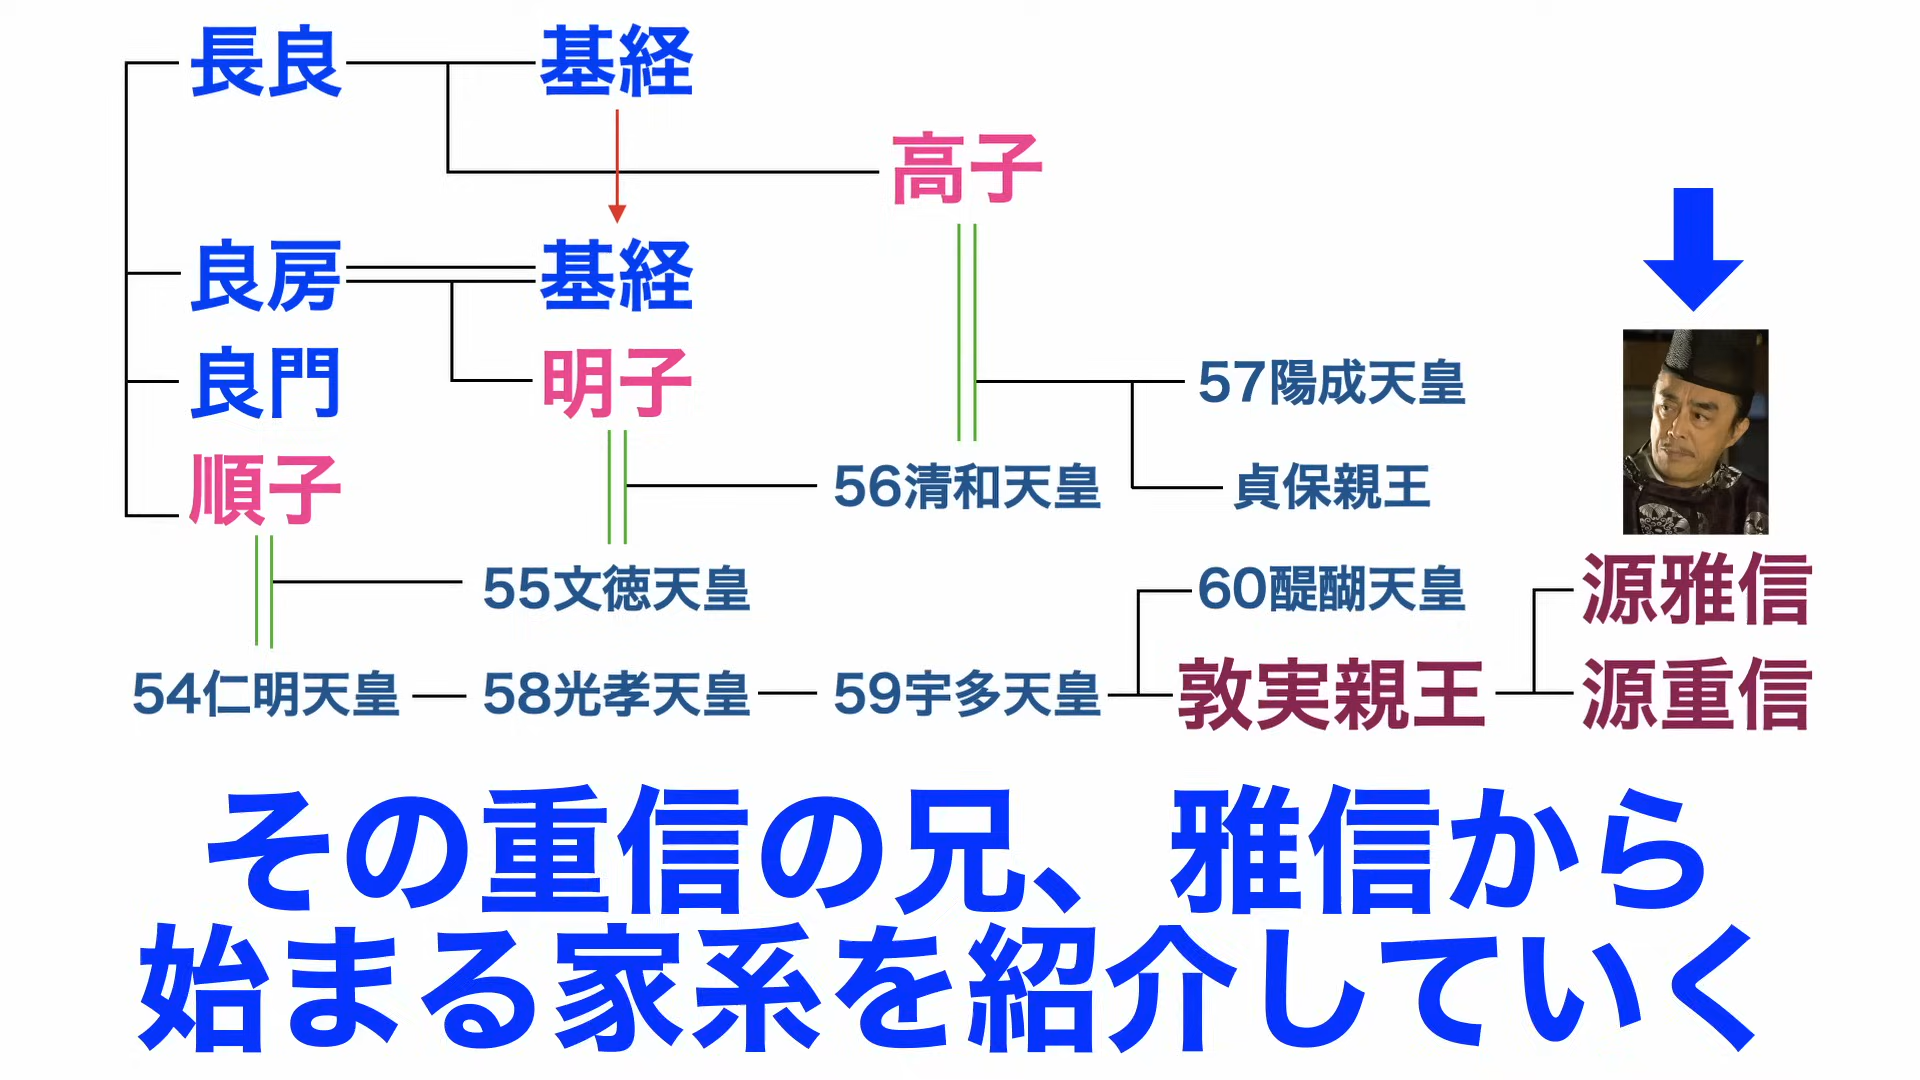 長良 基経
高子
良房 基経
良門 明子 57陽成天皇
順子 56清和天皇 貞保親王
55文徳天皇 60醍醐天皇 源雅信
54仁明天皇 58光孝天皇 59宇多天皇 敦実親王 源重信
その重信の兄、雅信から
始まる家系を紹介していく